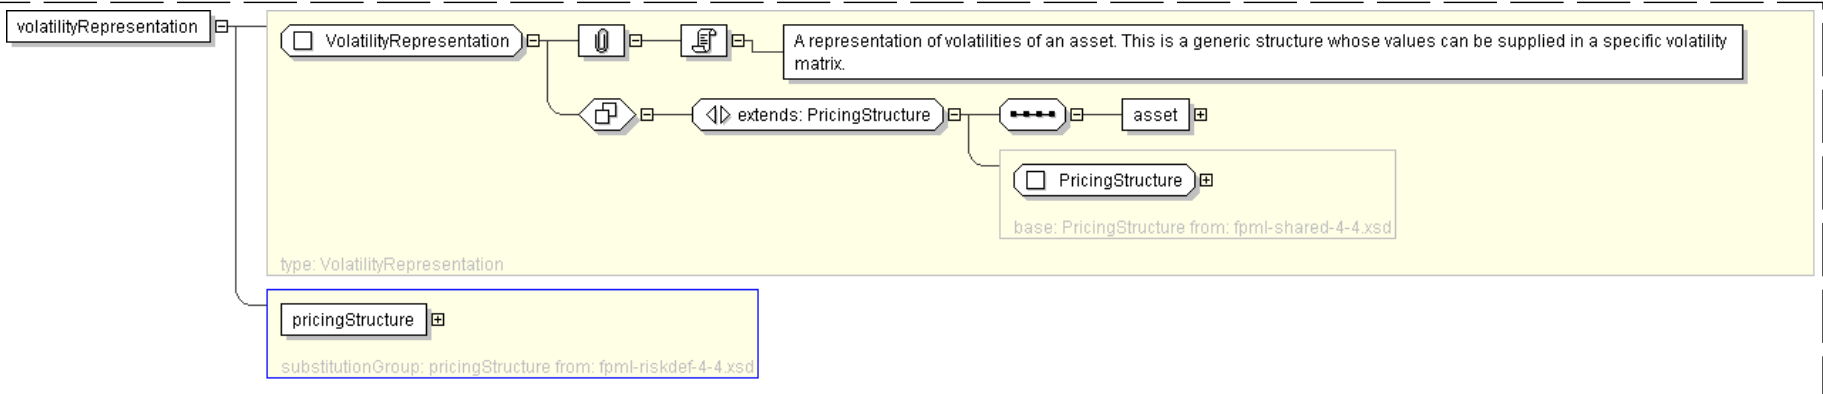 volatilityRepresentation
VolatilityRepresentation
A representation of volatilities of an asset. This is a generic structure whose values can be supplied in a specific volatility
matrix.
extends: PricingStructure
asset
PricingStructure
base: PricingStructure from: fpml-shared-4-4.xsd
type: VolatilityRepresentation
pricingStructure
substitutionGroup: pricingStructure from: fpml-riskdef-4-4.xsd